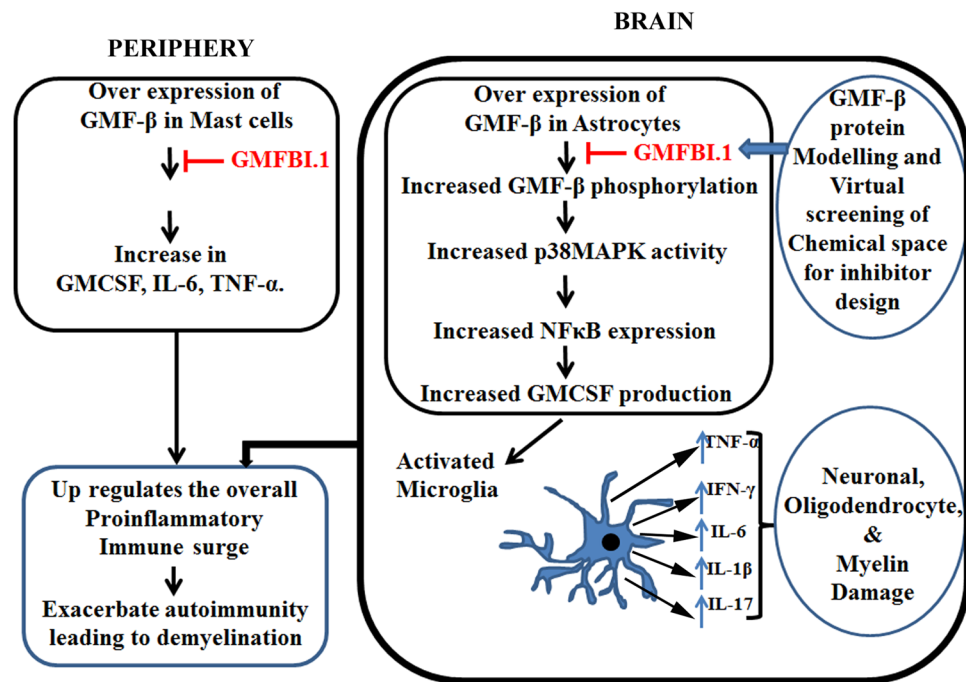 PERIPHERY
Over expression of
GMF-β in Mast cells
GMFBI.1
Increase in
GMCSF, IL-6, TNF-α.
Up regulates the overall
Proinflammatory
Immune surge
Exacerbate autoimmunity
leading to demyelination
BRAIN
Over expression of
GMF-β in Astrocytes
GMFBI.1
Increased GMF-β phosphorylation
Increased p38MAPK activity
Increased NFκB expression
Increased GMCSF production
GMF-β
protein
Modelling and
Virtual
screening of
Chemical space
for inhibitor
design
Activated
Microglia
TNF-α
IFN-γ
IL-6
IL-1β
IL-17
Neuronal,
Oligodendrocyte,
&
Myelin
Damage